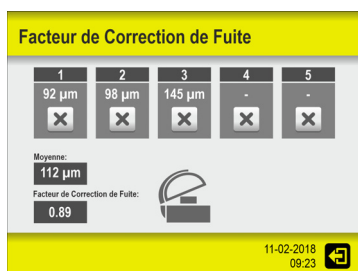 Facteur de Correction de Fuite
1 2 3 4 5
92 µm 98 µm 145 µm - -
Moyenne:
112 µm
Facteur de Correction de Fuite:
0.89
11-02-2018
09:23